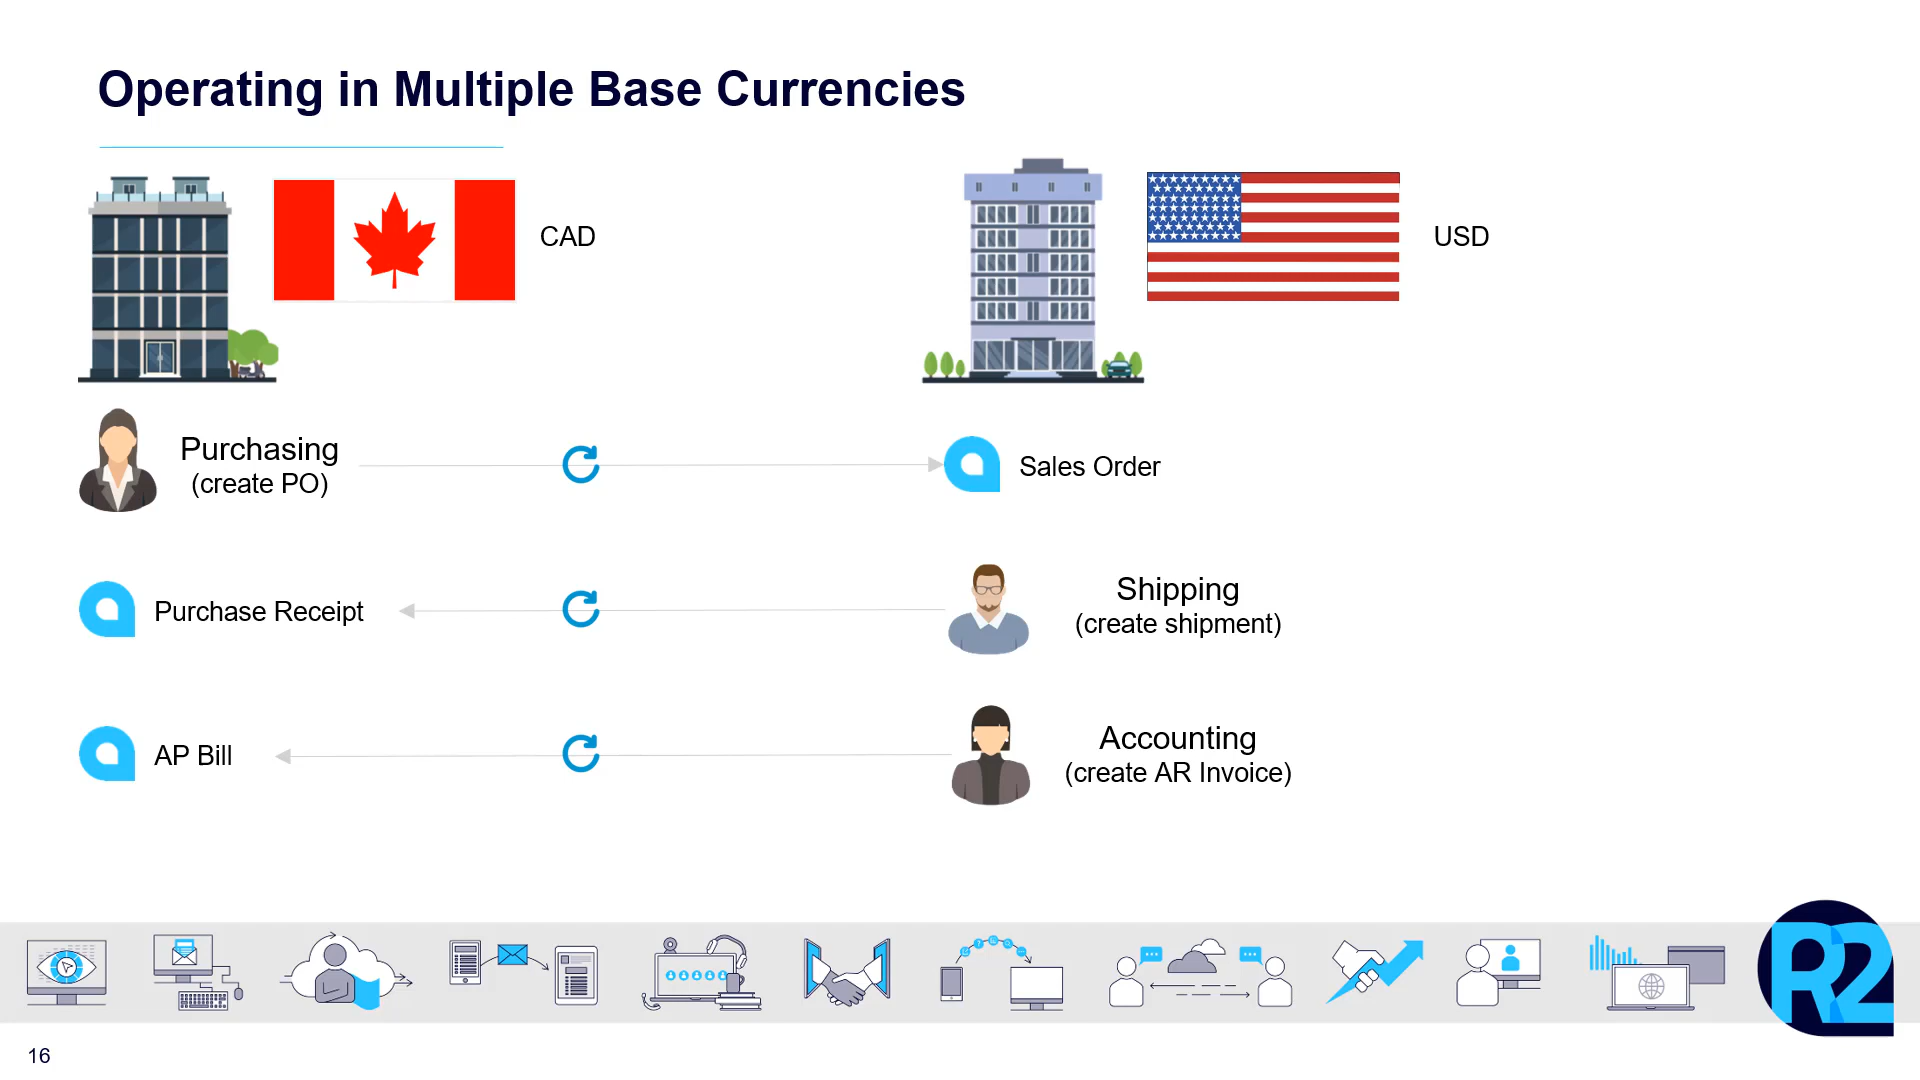 Operating in Multiple Base Currencies
CAD
USD
Purchasing
(create PO)
Sales Order
Purchase Receipt
Shipping
(create shipment)
AP Bill
Accounting
(create AR Invoice)
R2
16